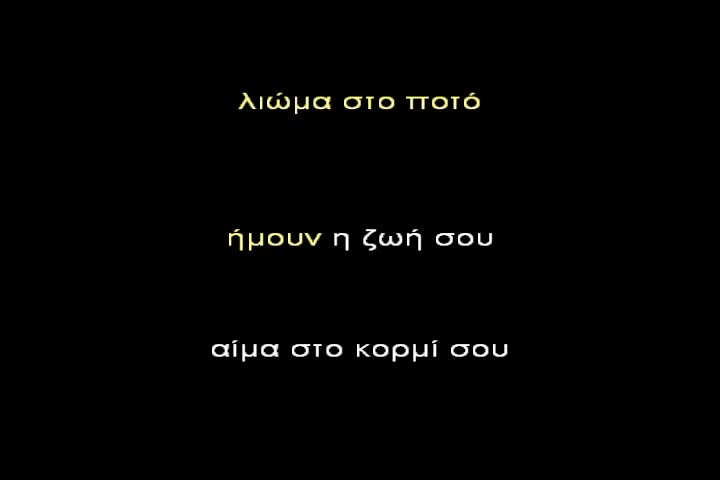 λιώμα στο ποτό
ήμουν η ζωή σου
αίμα στο κορμί σου